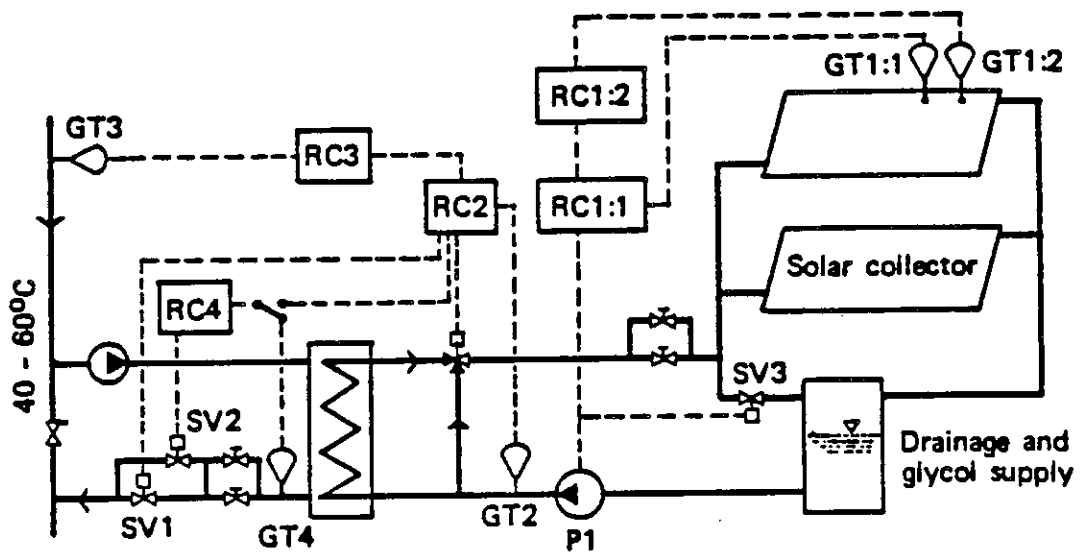 GT1:1
GT1:2
RC1:2
GT3
RC3
RC2
RC1:1
Solar collector
RC4
40 - 60°C
SV3
SV2
Drainage and
glycol supply
SV1
GT4
GT2
P1